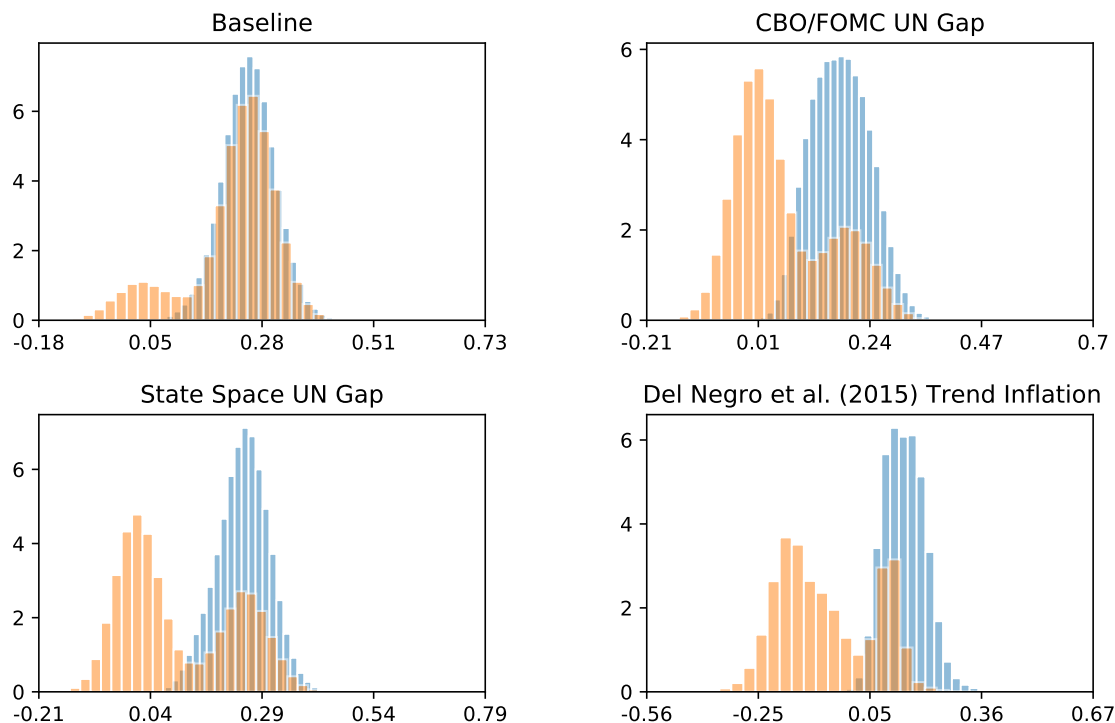 Baseline
6
4
2
0
-0.18 0.05 0.28 0.51 0.73
CBO/FOMC UN Gap
6
4
2
0
-0.21 0.01 0.24 0.47 0.7
State Space UN Gap
6
4
2
0
-0.21 0.04 0.29 0.54 0.79
Del Negro et al. (2015) Trend Inflation
6
4
2
0
-0.56 -0.25 0.05 0.36 0.67